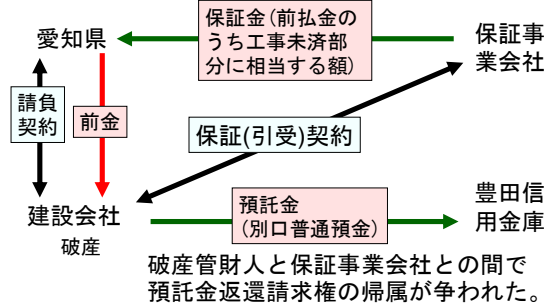 保証金(前払金の
うち工事未済部
分に相当する額)
愛知県
保証事
業会社
請負
契約
前金
保証(引受)契約
建設会社
破産
預託金
(別口普通預金)
豊田信
用金庫
破産管財人と保証事業会社との間で
預託金返還請求権の帰属が争われた。